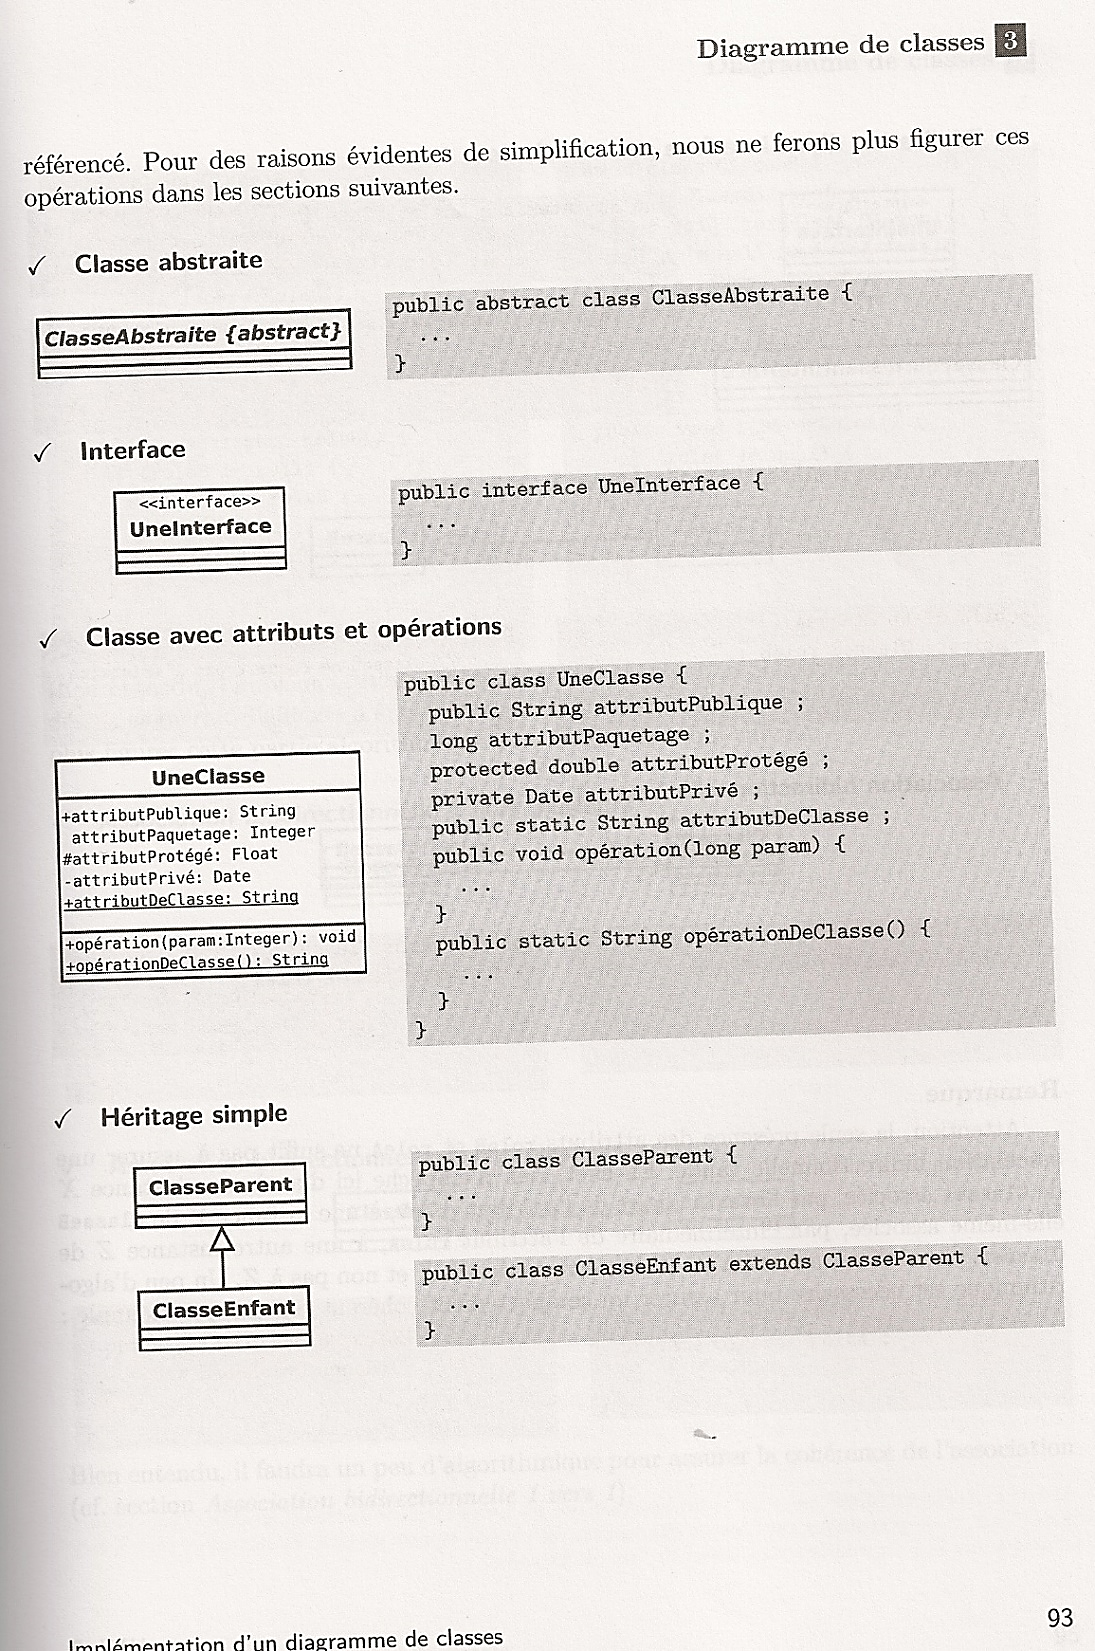 Diagramme de classes 3
référencé. Pour des raisons évidentes de simplification, nous ne ferons plus figurer ces
opérations dans les sections suivantes.
✓ Classe abstraite
ClasseAbstraite {abstract}
public abstract class ClasseAbstraite {
...
}
✓ Interface
<<interface>>
UneInterface
public interface UneInterface {
...
}
✓ Classe avec attributs et opérations
UneClasse
+attributPublique: String
attributPaquetage: Integer
#attributProtégé: Float
-attributPrivé: Date
+attributDeClasse: String
+opération(param:Integer): void
+opérationDeClasse(): String
public class UneClasse {
public String attributPublique ;
long attributPaquetage ;
protected double attributProtégé ;
private Date attributPrivé ;
public static String attributDeClasse ;
public void opération(long param) {
...
}
public static String opérationDeClasse() {
...
}
}
✓ Héritage simple
ClasseParent
ClasseEnfant
public class ClasseParent {
...
}
public class ClasseEnfant extends ClasseParent {
...
}
93
Implémentation d'un diagramme de classes